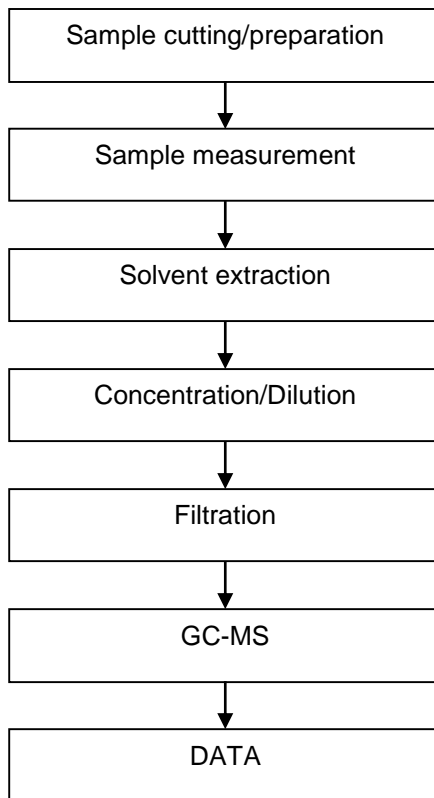 Sample cutting/preparation
Sample measurement
Solvent extraction
Concentration/Dilution
Filtration
GC-MS
DATA